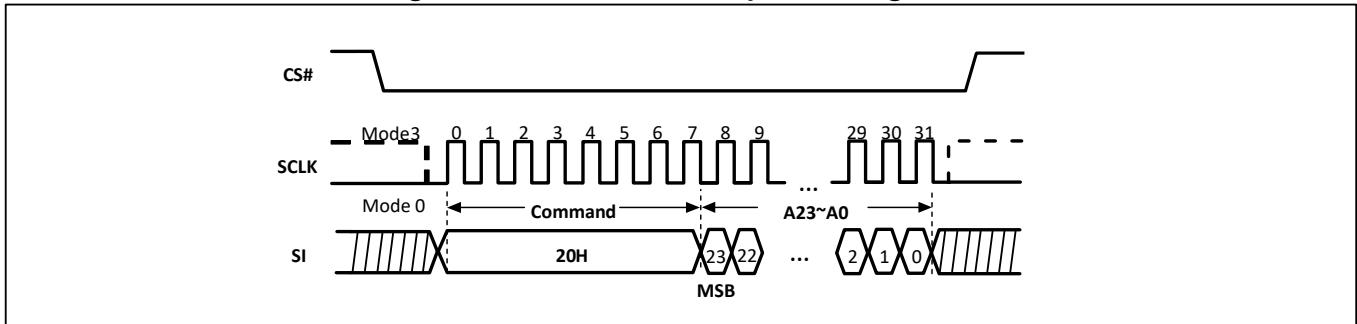 CS#
Mode3 0 1 2 3 4 5 6 7 8 9 29 30 31
SCLK
...
Mode 0 Command A23~A0
SI 20H 23 22 ... 2 1 0
MSB